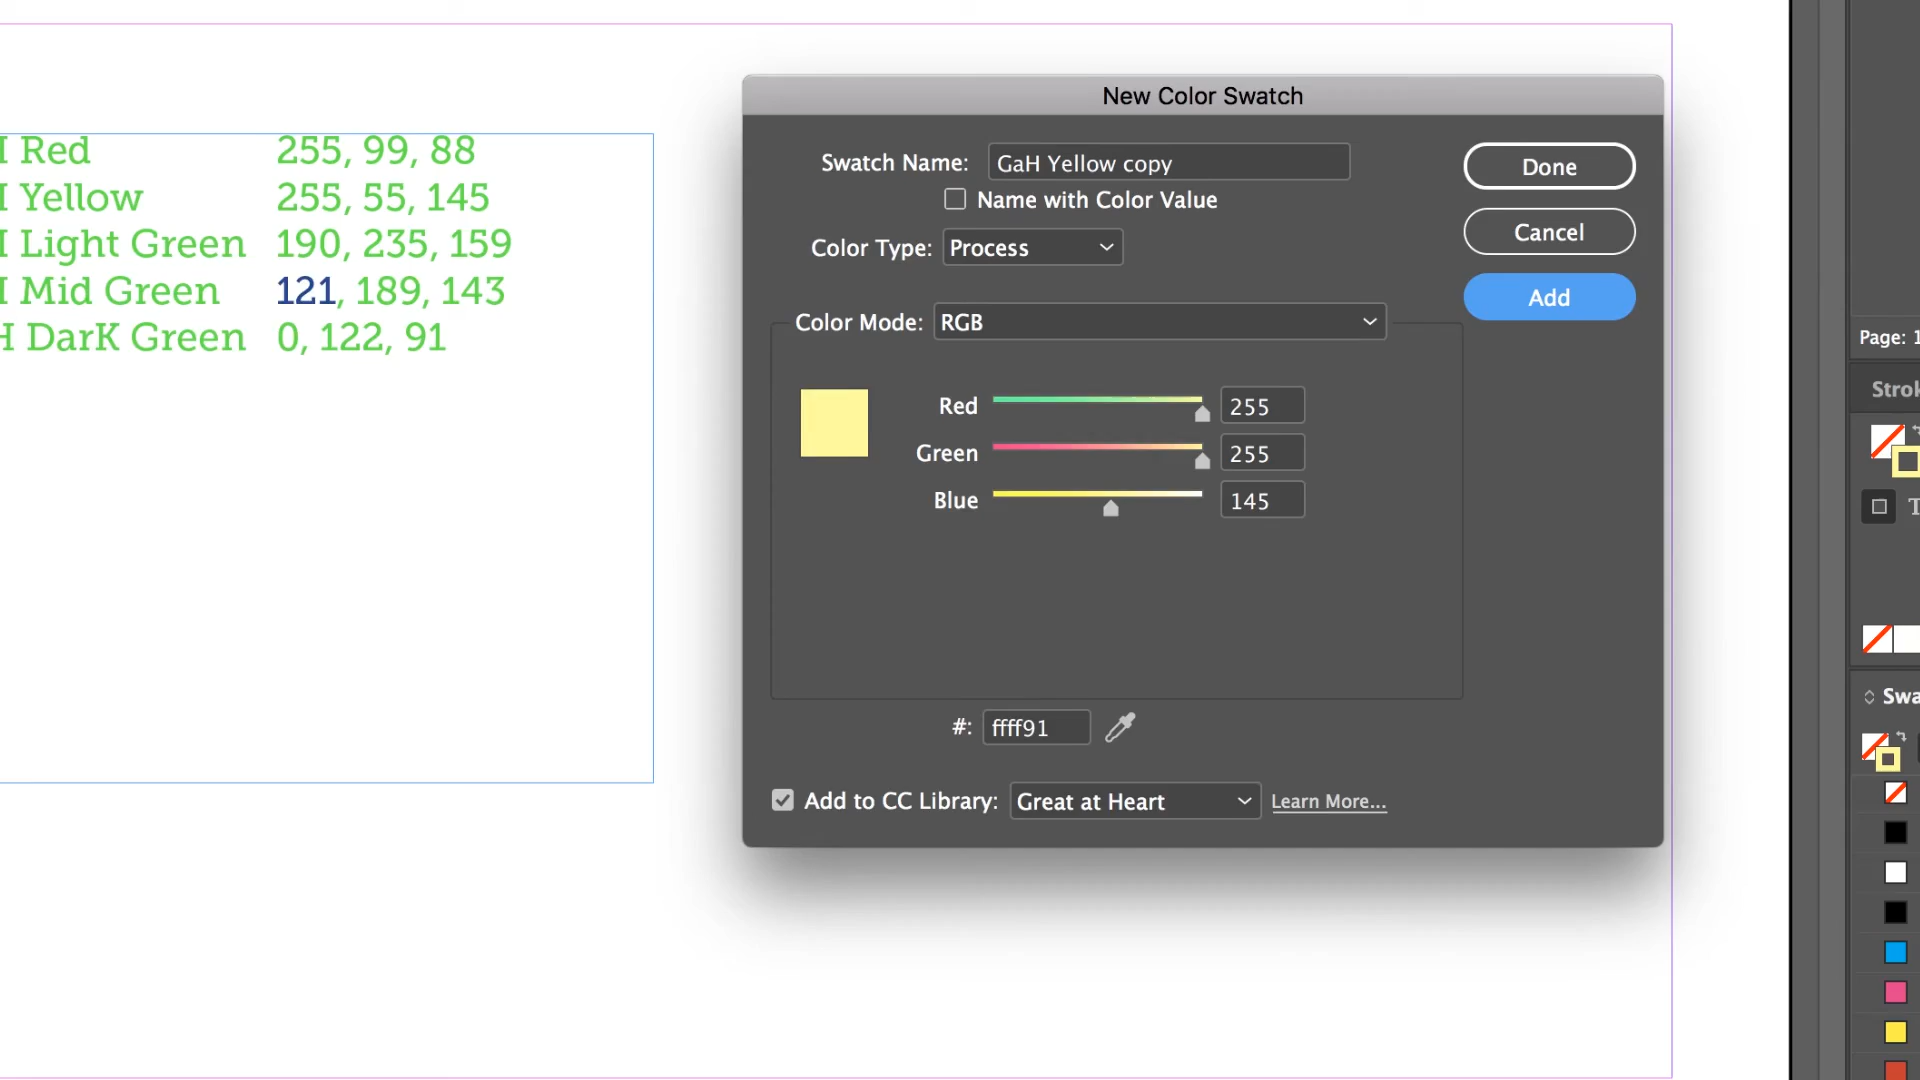 New Color Swatch
I Red 255, 99, 88
I Yellow 255, 55, 145
I Light Green 190, 235, 159
I Mid Green 121, 189, 143
H DarK Green 0, 122, 91
Swatch Name: GaH Yellow copy
Name with Color Value
Color Type: Process
Color Mode: RGB
Red 255
Green 255
Blue 145
#: ffff91
Add to CC Library: Great at Heart Learn More...
Done
Cancel
Add
Page: 1
Strok
T
Swa